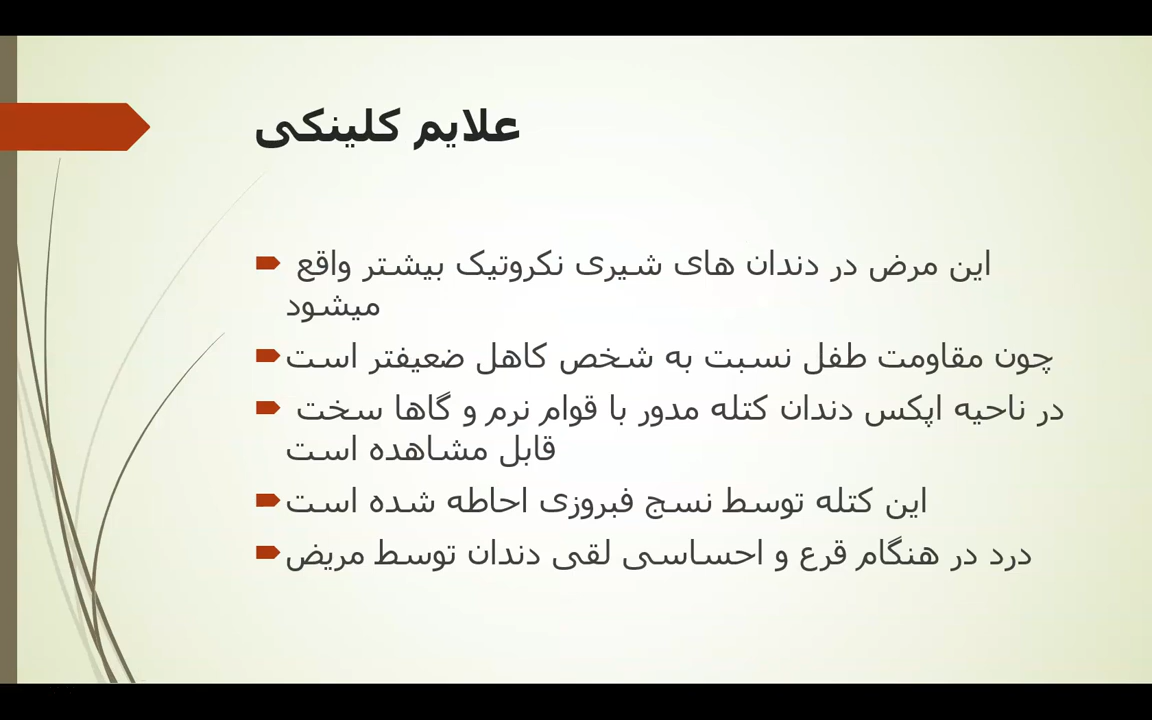 علایم کلینکی
این مرض در دندان های شیری نکروتیک بیشتر واقع
میشود
چون مقاومت طفل نسبت به شخص کاهل ضعیفتر است
در ناحیه اپکس دندان کتله مدور با قوام نرم و گاها سخت
قابل مشاهده است
این کتله توسط نسج فبروزی احاطه شده است
درد در هنگام قرع و احساسی لقی دندان توسط مریض